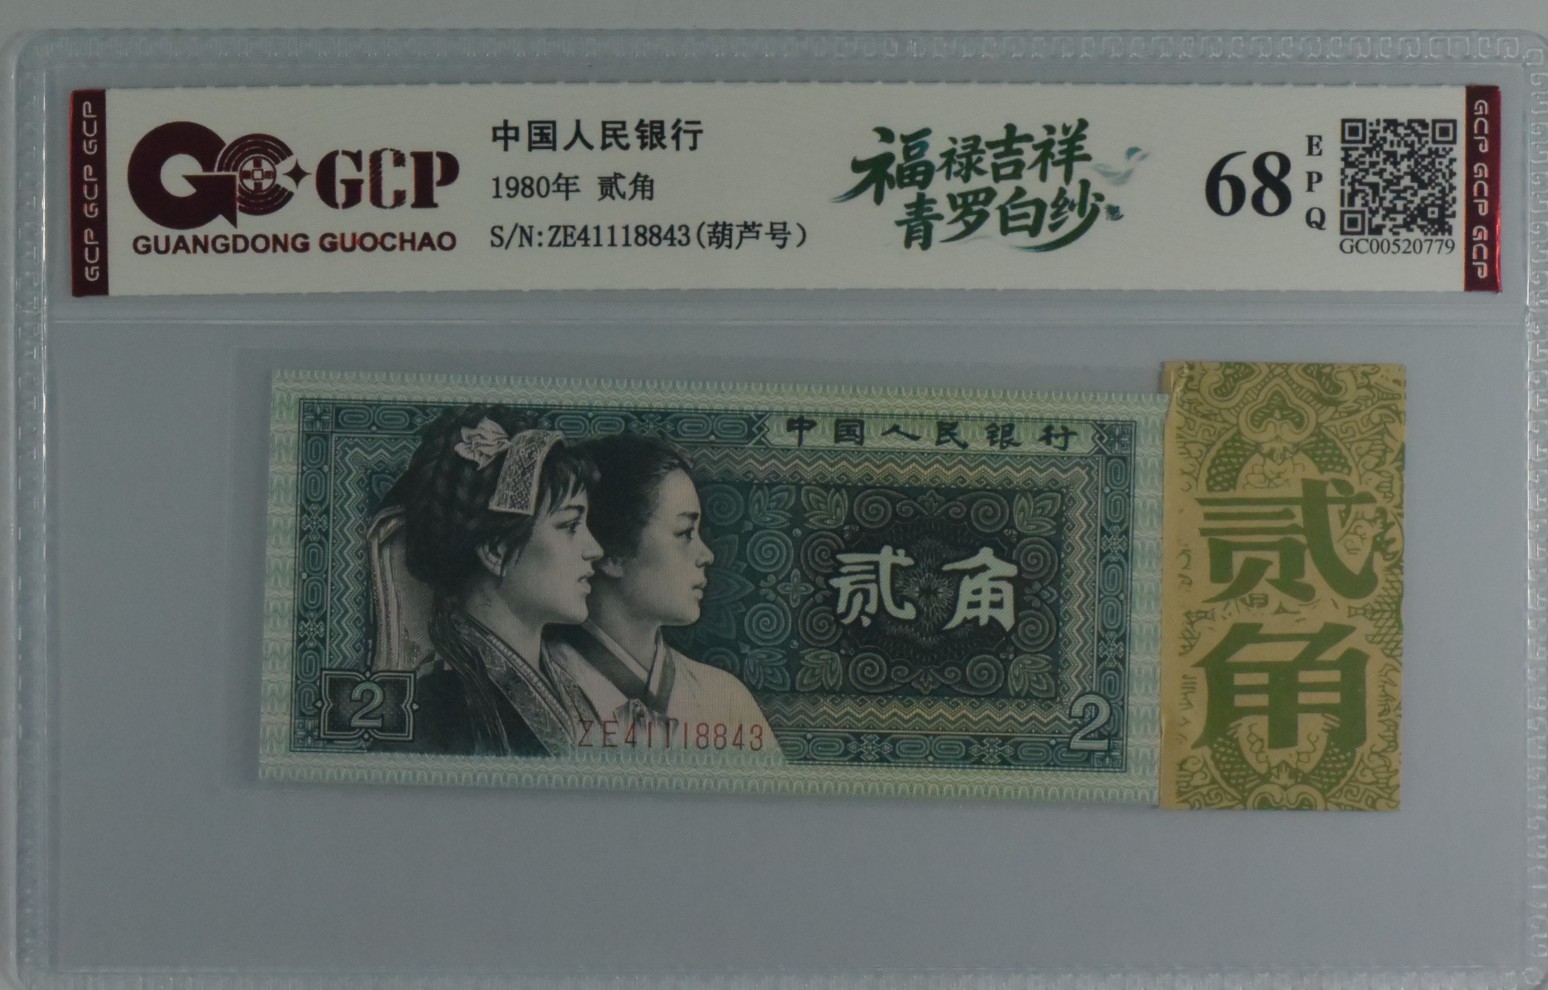 GCP GCP GCP
GCP
GUANGDONG GUOCHAO
中国人民银行
1980年 贰角
S/N:ZE41118843(葫芦号)
福禄吉祥
青罗白纱
68
EPQ
GC00520779
GCP GCP GCP
中国人民银行
贰角
2
ZE41118843
2
贰
角